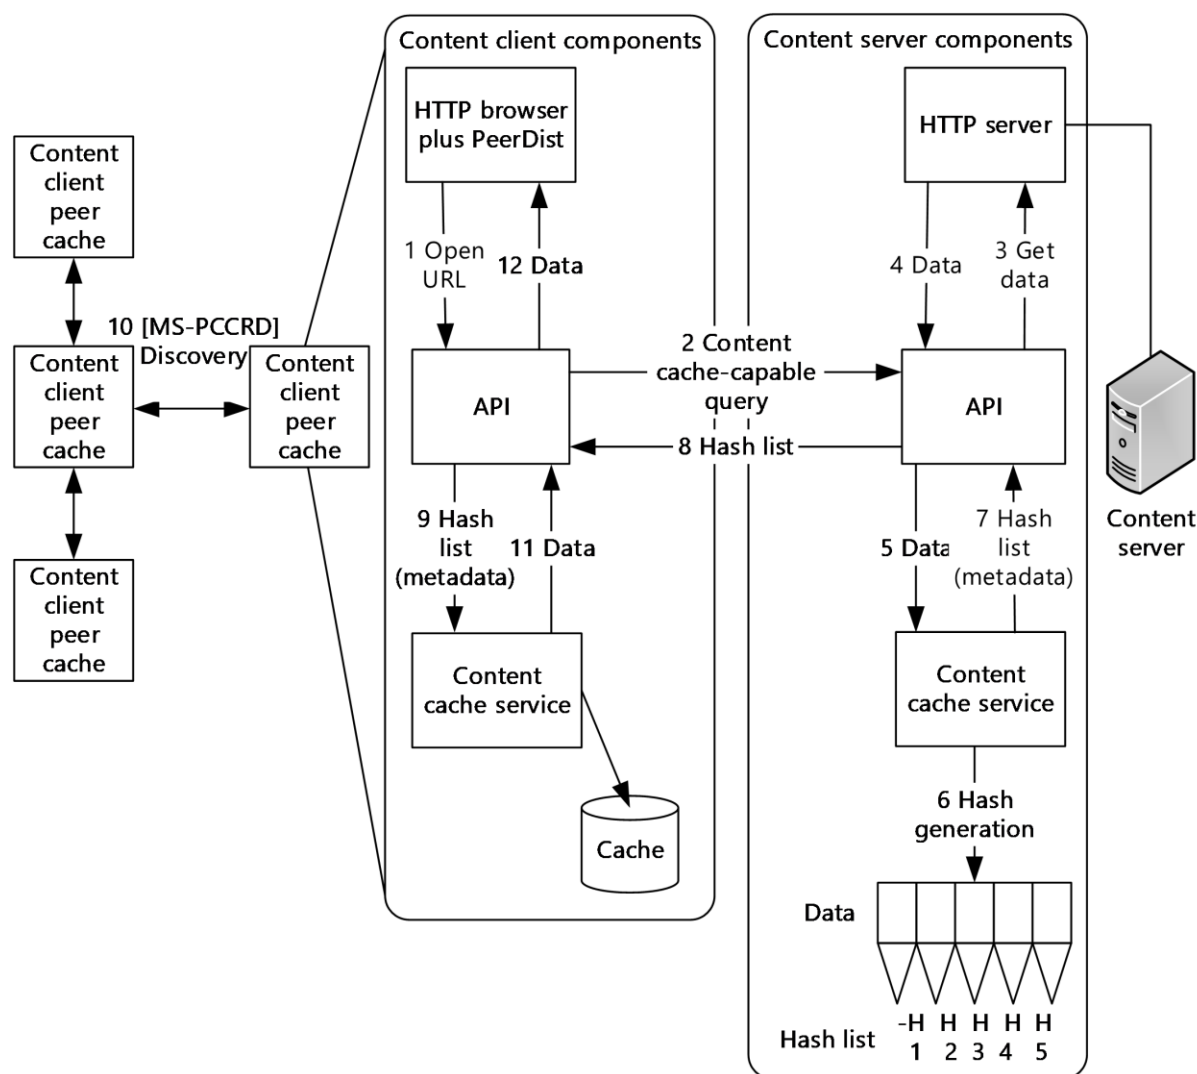 Content client components
Content server components
HTTP browser
plus PeerDist
HTTP server
Content
client
peer
cache
1 Open
URL
12 Data
4 Data
3 Get
data
10 [MS-PCCRD]
Discovery
Content
client
peer
cache
Content
client
peer
cache
API
2 Content
cache-capable
query
API
8 Hash list
9 Hash
list
(metadata)
11 Data
5 Data
7 Hash
list
(metadata)
Content
server
Content
client
peer
cache
Content
cache service
Content
cache service
6 Hash
generation
Cache
Data
Hash list
-H H H H H
1 2 3 4 5